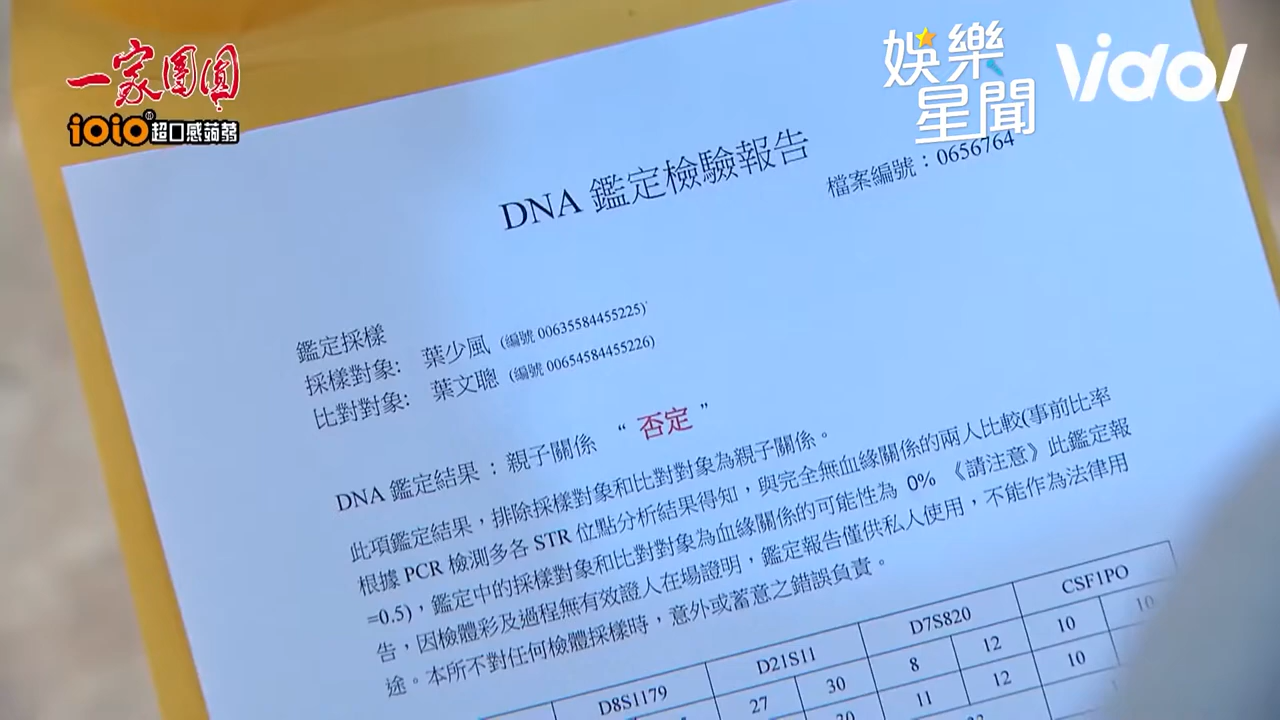 一家團圓
ioio超口感蒟蒻
娛樂
星聞
Vidol
DNA 鑑定檢驗報告
檔案編號：0656764
鑑定採樣
採樣對象: 葉少風 (編號 00635584455225)
比對對象: 葉文聰 (編號 00654584455226)
DNA 鑑定結果：親子關係 “ 否定 ”
此項鑑定結果，排除採樣對象和比對對象為親子關係。
根據 PCR 檢測多各 STR 位點分析結果得知，與完全無血緣關係的兩人比較(事前比率
=0.5)，鑑定中的採樣對象和比對對象為血緣關係的可能性為 0% 《請注意》此鑑定報
告，因檢體彩及過程無有效證人在場證明，鑑定報告僅供私人使用，不能作為法律用
途。本所不對任何檢體採樣時，意外或蓄意之錯誤負責。
D8S1179 D21S11 D7S820 CSF1PO
27 30 8 12 10 10
30 11 12 10